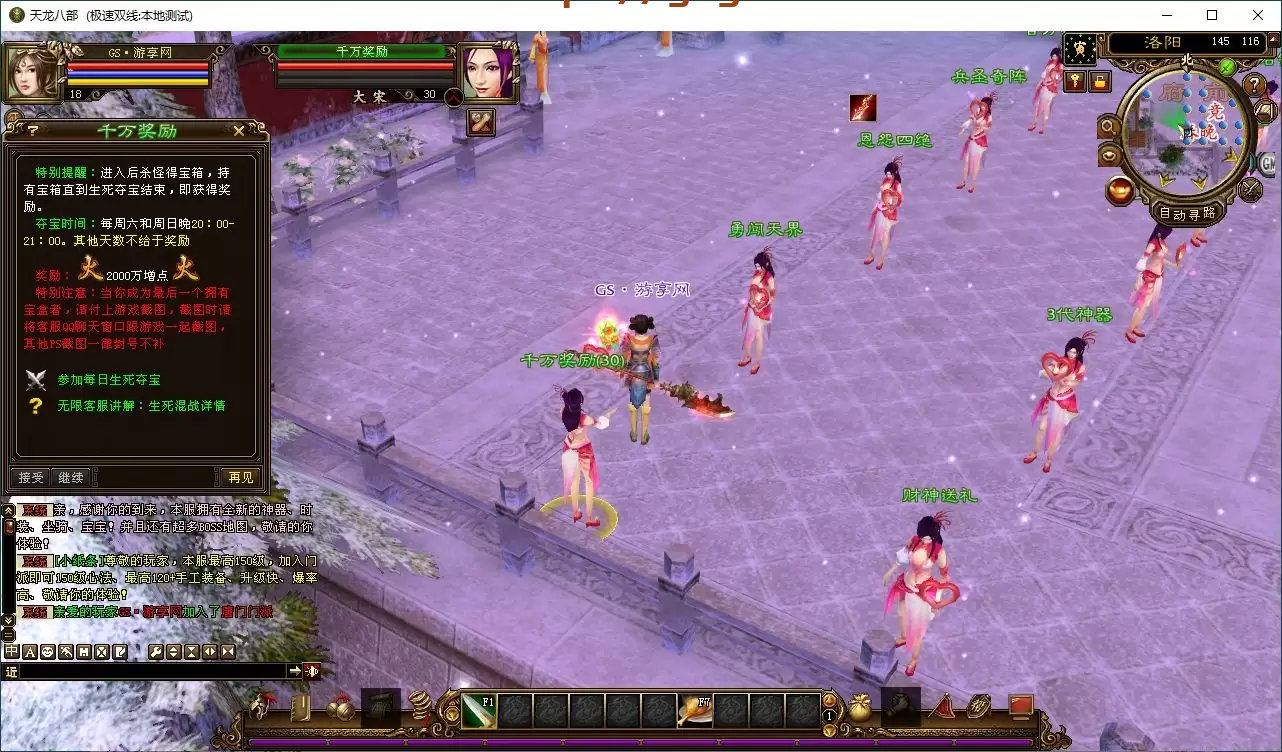 天龙八部 (极速双线:本地测试)
GS·游享网
18
千万奖励
大宋
30
洛阳 145 116
北
自动寻路
GM
千万奖励
特别提醒：进入后杀怪得宝箱，持
有宝箱直到生死夺宝结束，即获得奖
励。
夺宝时间：每周六和周日晚20：00-
21：00。其他天数不给于奖励
奖励：火2000万增点火
特别注意：当你成为最后一个拥有
宝盒者，请付上游戏截图，截图时请
将客服QQ聊天窗口跟游戏一起截图，
其他PS截图一律封号不补
参加每日生死夺宝
无限客服讲解：生死混战详情
接受 继续 再见
兵圣奇阵
恩怨四绝
勇闯天界
GS·游享网
千万奖励(30)
3代神器
财神送礼
系统 亲，感谢你的到来，本服拥有全新的神器、时
装、坐骑、宝宝！并且还有超多BOSS地图，敬请的你
体验！
系统 [小纸条]尊敬的玩家，本服最高150级，加入门
派即可150级心法、最高120+手工装备、升级快、爆率
高、敬请你的体验！
系统 亲爱的玩家GS·游享网加入了唐门门派
中 A
近
F1 F7
1